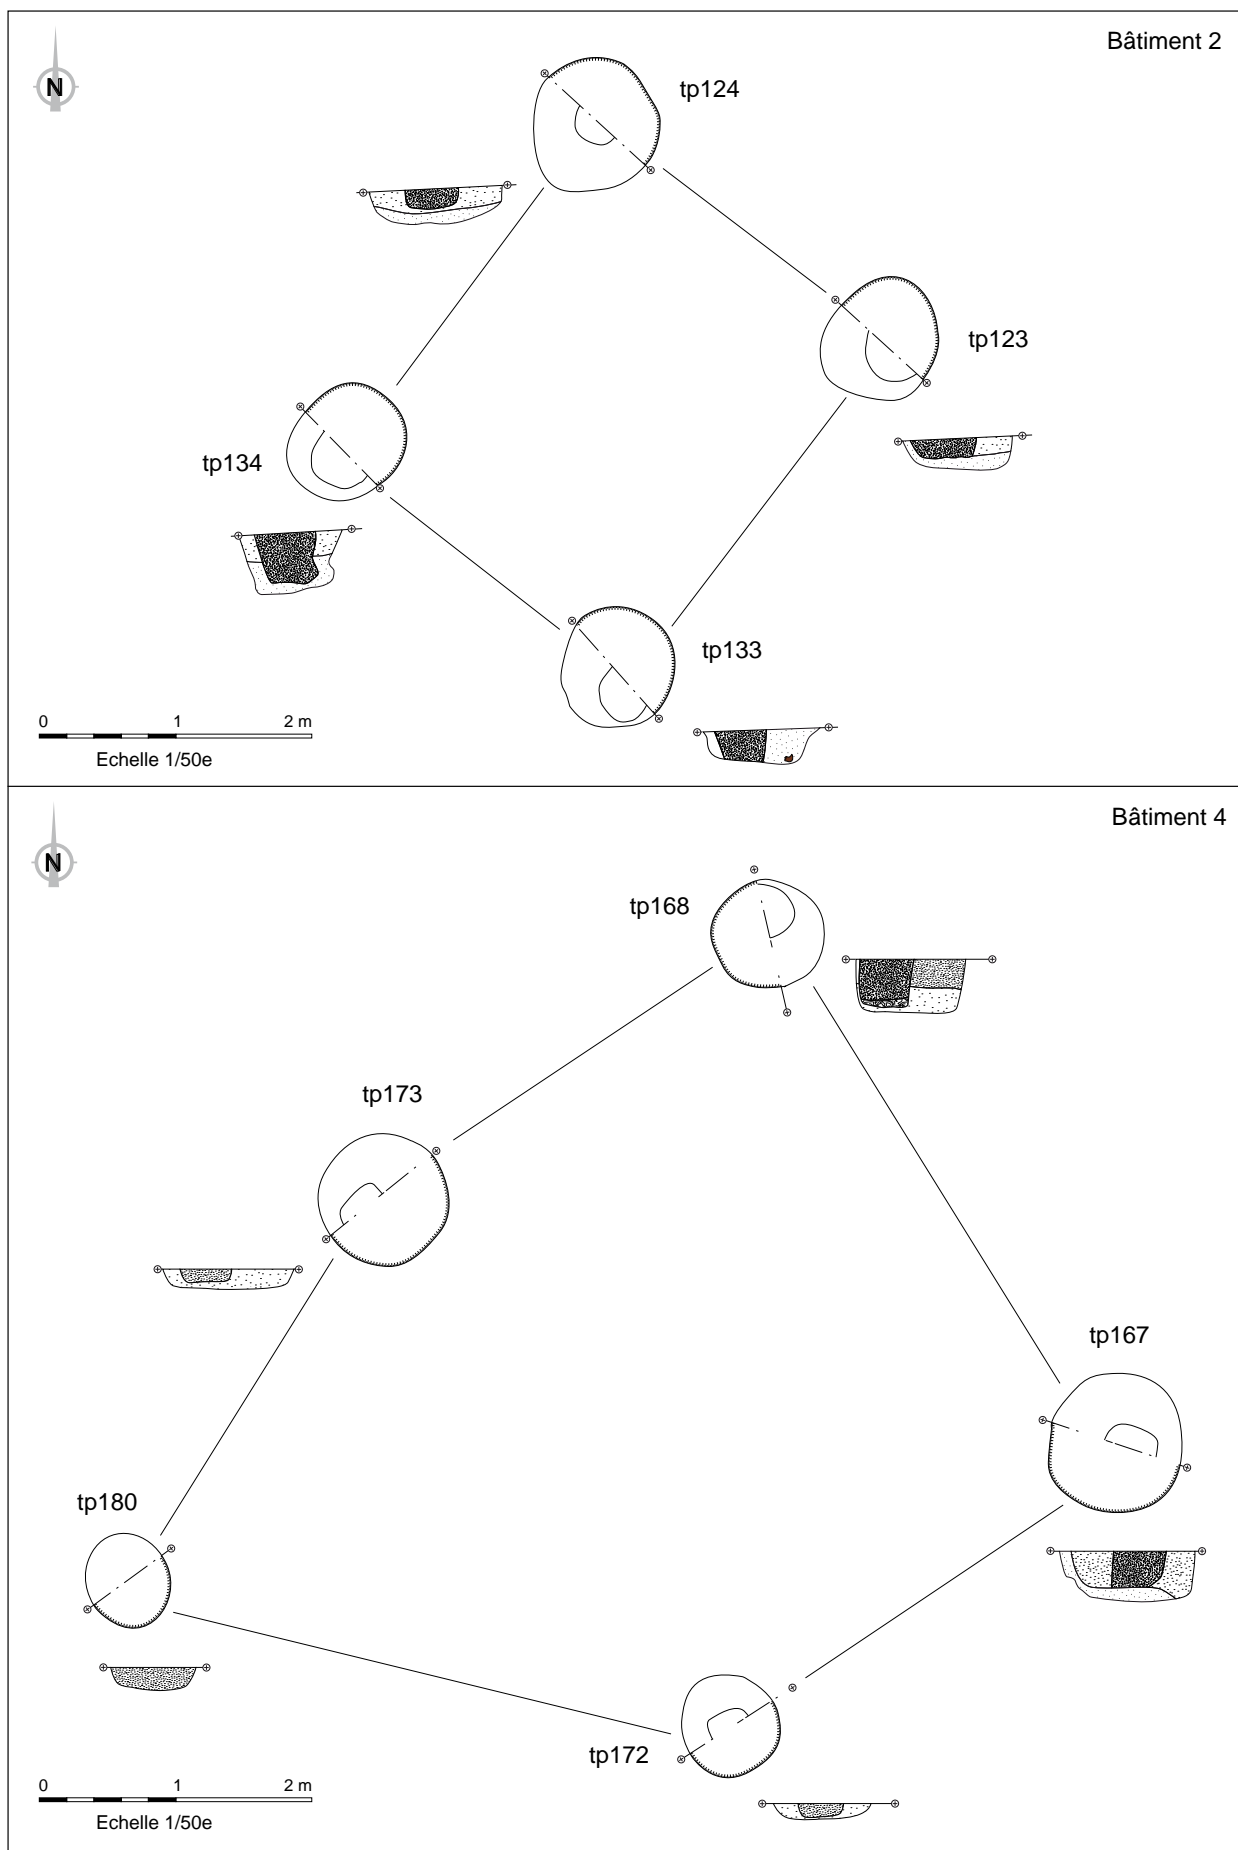 Bâtiment 2
N
tp124
tp123
tp134
tp133
0 1 2 m
Echelle 1/50e
Bâtiment 4
N
tp168
tp173
tp167
tp180
tp172
0 1 2 m
Echelle 1/50e